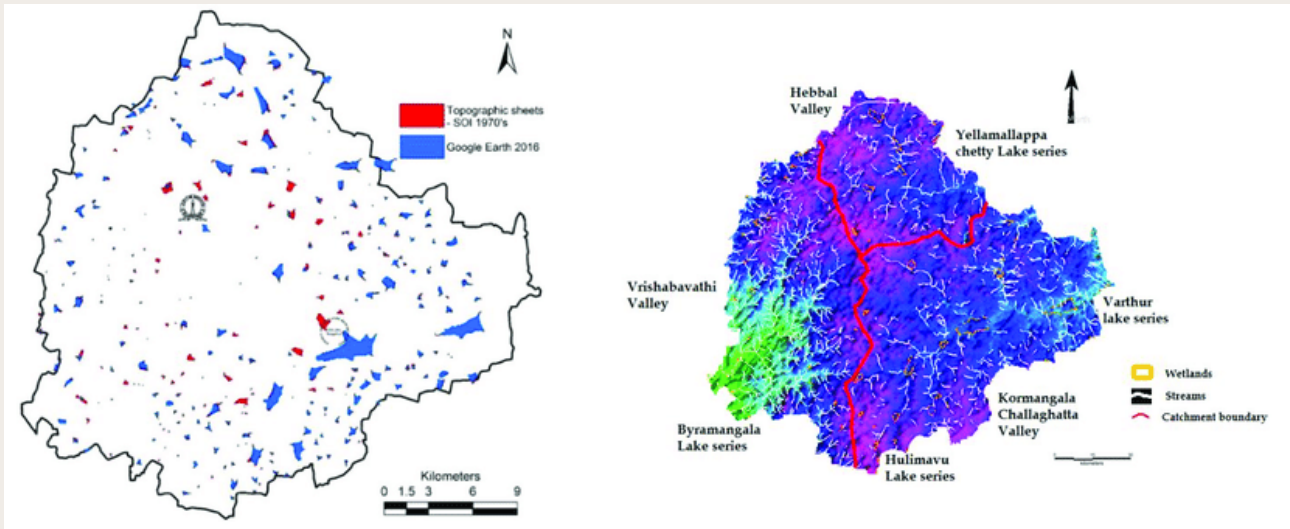 N
Topographic sheets
- SOI 1970's
Google Earth 2016
Kilometers
0 1.5 3 6 9
Hebbal
Valley
Yellamallappa
chetty Lake series
Vrishabavathi
Valley
Varthur
lake series
Wetlands
Streams
Catchment boundary
Kormangala
Challaghatta
Valley
Byramangala
Lake series
Hulimavu
Lake series